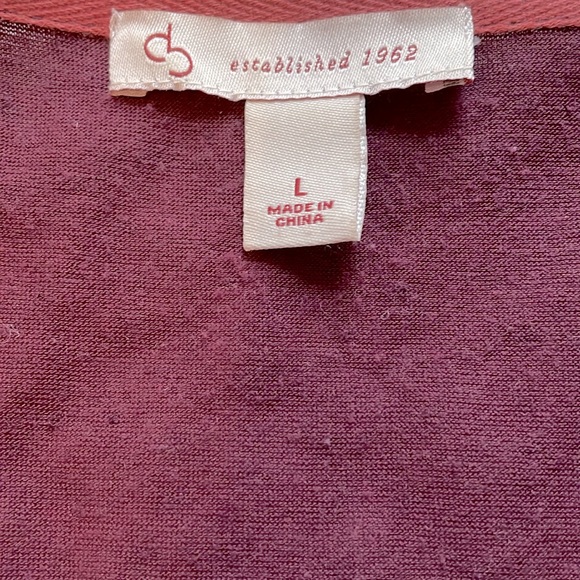 cb established 1962
L
MADE IN
CHINA